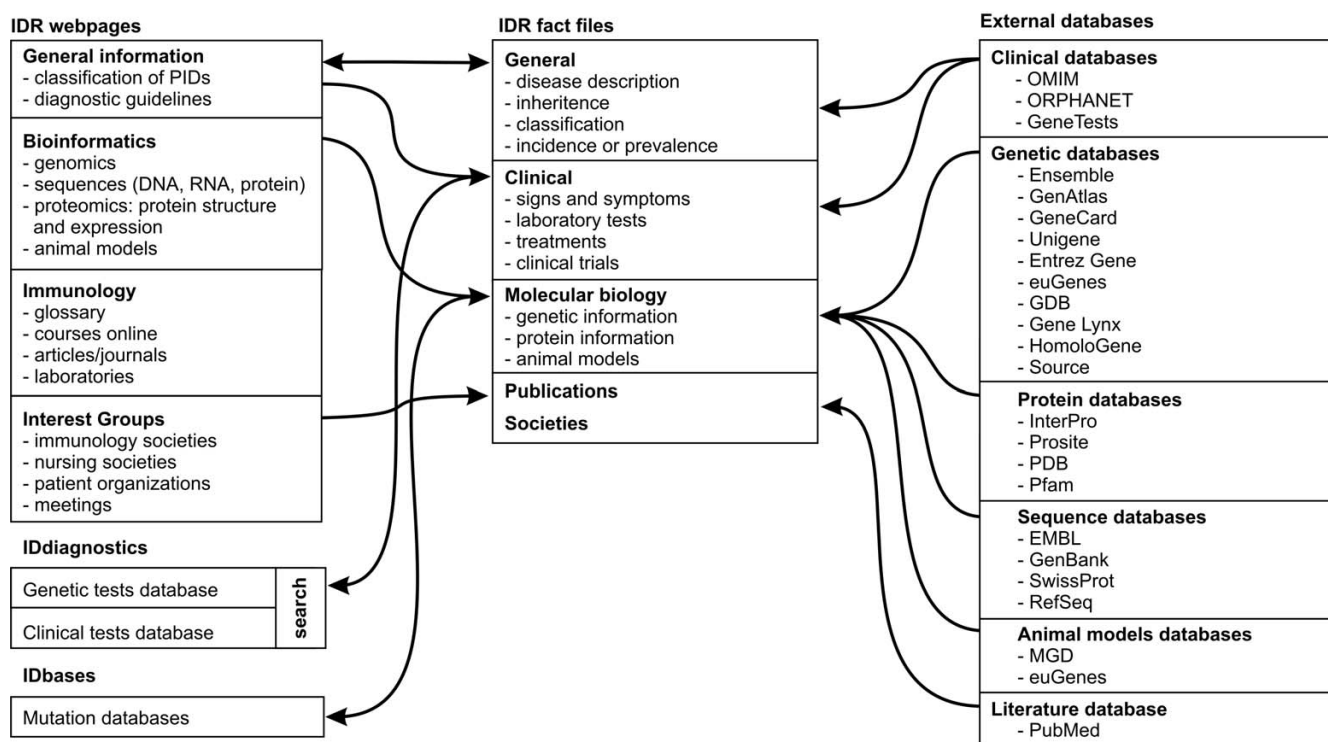 IDR webpages
General information
- classification of PIDs
- diagnostic guidelines
Bioinformatics
- genomics
- sequences (DNA, RNA, protein)
- proteomics: protein structure
and expression
- animal models
Immunology
- glossary
- courses online
- articles/journals
- laboratories
Interest Groups
- immunology societies
- nursing societies
- patient organizations
- meetings
IDdiagnostics
Genetic tests database
Clinical tests database
search
IDbases
Mutation databases
IDR fact files
General
- disease description
- inheritence
- classification
- incidence or prevalence
Clinical
- signs and symptoms
- laboratory tests
- treatments
- clinical trials
Molecular biology
- genetic information
- protein information
- animal models
Publications
Societies
External databases
Clinical databases
- OMIM
- ORPHANET
- GeneTests
Genetic databases
- Ensemble
- GenAtlas
- GeneCard
- Unigene
- Entrez Gene
- euGenes
- GDB
- Gene Lynx
- HomoloGene
- Source
Protein databases
- InterPro
- Prosite
- PDB
- Pfam
Sequence databases
- EMBL
- GenBank
- SwissProt
- RefSeq
Animal models databases
- MGD
- euGenes
Literature database
- PubMed